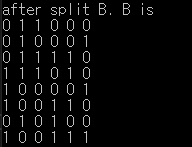 after split B. B is
0 1 1 0 0 0
0 1 0 0 0 1
0 1 1 1 1 0
1 1 1 0 1 0
1 0 0 0 0 1
1 0 0 1 1 0
0 1 0 1 0 0
1 0 0 1 1 1